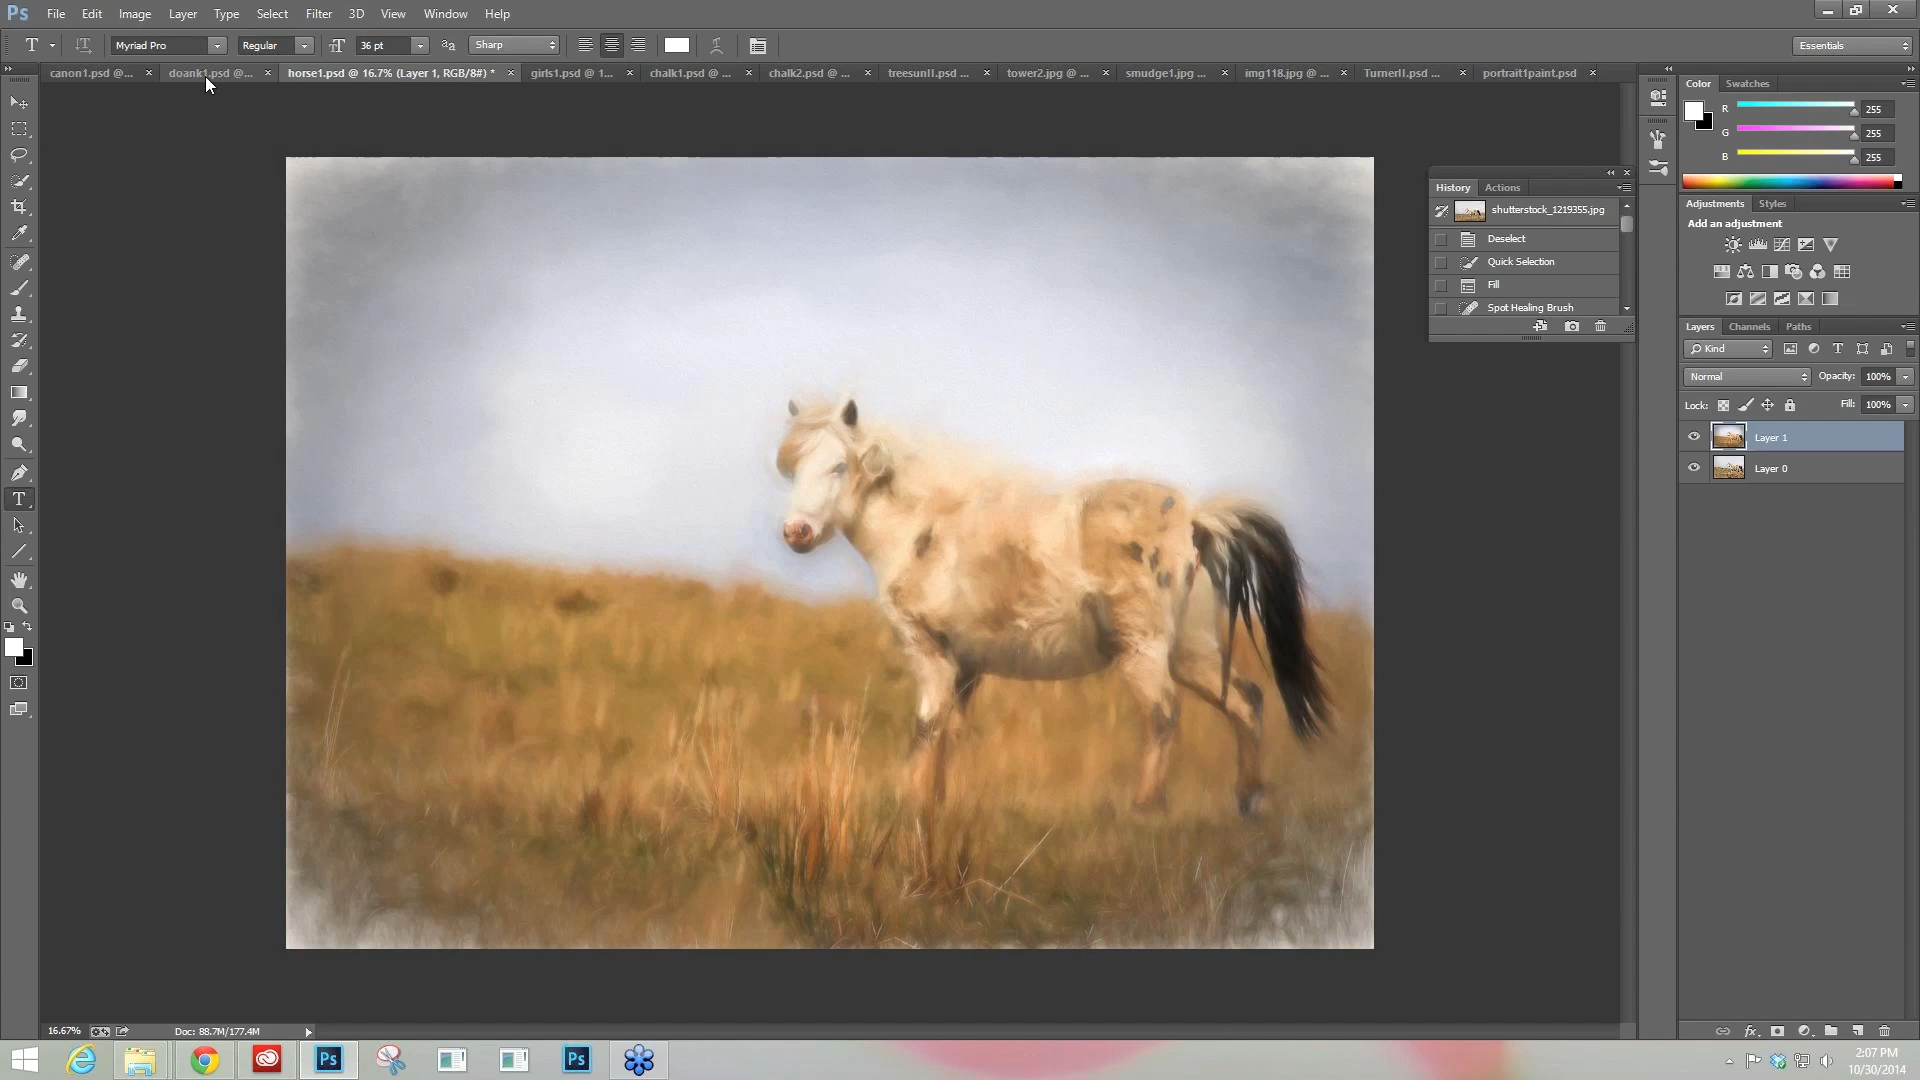 Ps File Edit Image Layer Type Select Filter 3D View Window Help
T Myriad Pro Regular 36 pt Sharp Essentials
canon1.psd @... × doank1.psd @... × horse1.psd @ 16.7% (Layer 1, RGB/8#) * × girls1.psd @ 1... × chalk1.psd @ ... × chalk2.psd @ ... × treesunII.psd ... × tower2.jpg @ ... × smudge1.jpg ... × img118.jpg @ ... × TurnerII.psd ... × portrait1paint.psd ×
Color Swatches
R 255
G 255
B 255
History Actions
shutterstock_1219355.jpg
Deselect
Quick Selection
Fill
Spot Healing Brush
Adjustments Styles
Add an adjustment
Layers Channels Paths
Kind
Normal Opacity: 100%
Lock: Fill: 100%
Layer 1
Layer 0
16.67% Doc: 88.7M/177.4M
fx
Ps Ps
2:07 PM
10/30/2014